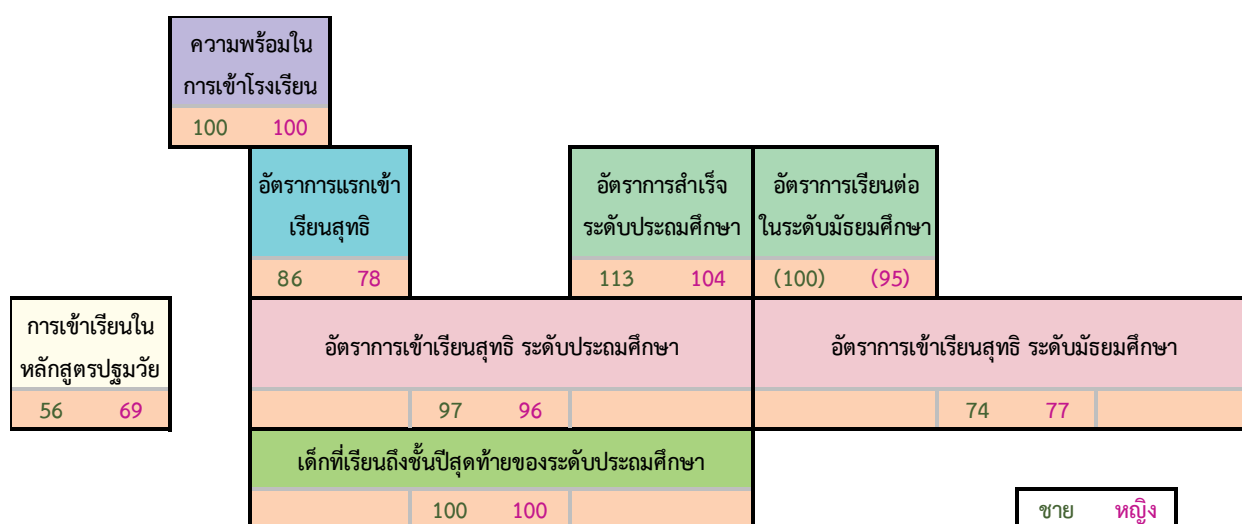 ความพร้อมใน
การเข้าโรงเรียน
100 100
อัตราการแรกเข้า
เรียนสุทธิ
86 78
อัตราการสำเร็จ
ระดับประถมศึกษา
113 104
อัตราการเรียนต่อ
ในระดับมัธยมศึกษา
(100) (95)
การเข้าเรียนใน
หลักสูตรปฐมวัย
56 69
อัตราการเข้าเรียนสุทธิ ระดับประถมศึกษา
97 96
อัตราการเข้าเรียนสุทธิ ระดับมัธยมศึกษา
74 77
เด็กที่เรียนถึงชั้นปีสุดท้ายของระดับประถมศึกษา
100 100
ชาย หญิง